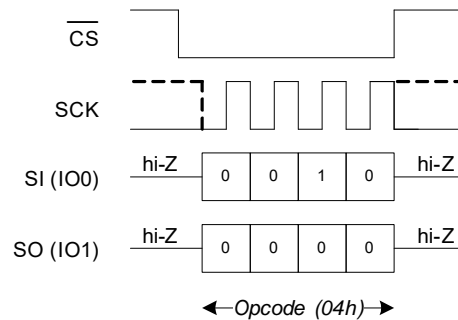 CS
SCK
hi-Z hi-Z
SI (IO0) 0 0 1 0
hi-Z hi-Z
SO (IO1) 0 0 0 0
Opcode (04h)